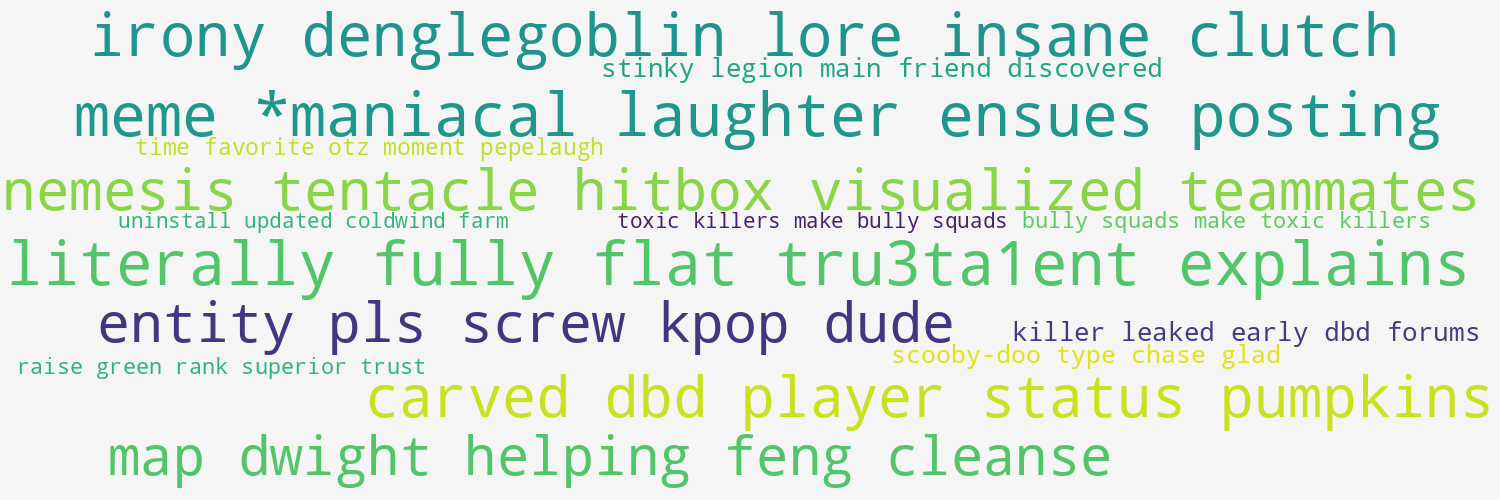 irony denglegoblin lore insane clutch
stinky legion main friend discovered
meme *maniacal laughter ensues posting
time favorite otz moment pepelaugh
nemesis tentacle hitbox visualized teammates
uninstall updated coldwind farm
toxic killers make bully squads
bully squads make toxic killers
literally fully flat tru3ta1ent explains
entity pls screw kpop dude
killer leaked early dbd forums
scooby-doo type chase glad
raise green rank superior trust
carved dbd player status pumpkins
map dwight helping feng cleanse